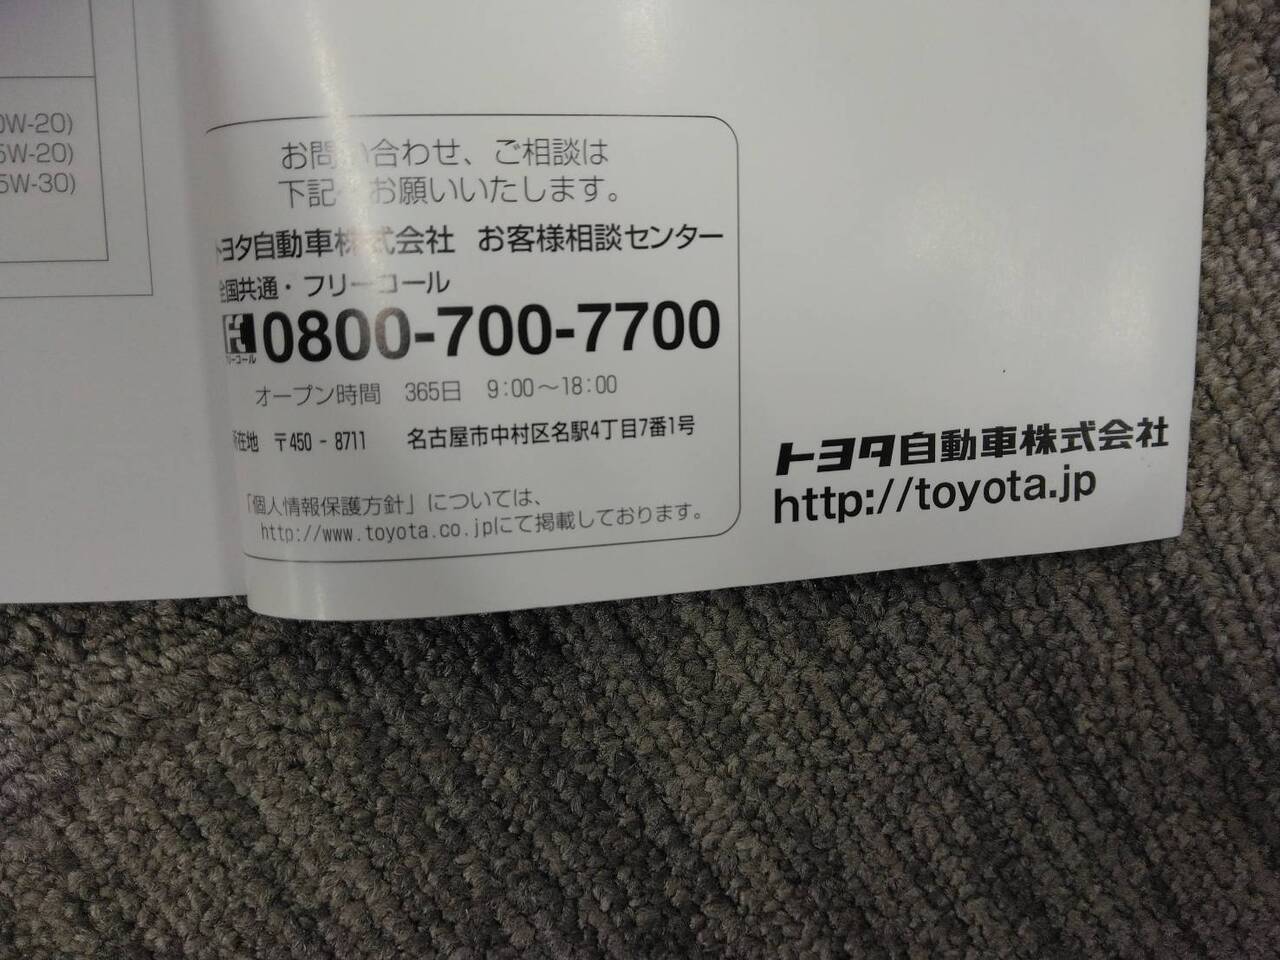 0W-20)
5W-20)
5W-30)
お問い合わせ、ご相談は
下記へお願いいたします。
トヨタ自動車株式会社 お客様相談センター
全国共通・フリーコール
フリーコール 0800-700-7700
オープン時間 365日 9:00〜18:00
所在地 〒450-8711 名古屋市中村区名駅4丁目7番1号
「個人情報保護方針」については、
http://www.toyota.co.jpにて掲載しております。
トヨタ自動車株式会社
http://toyota.jp